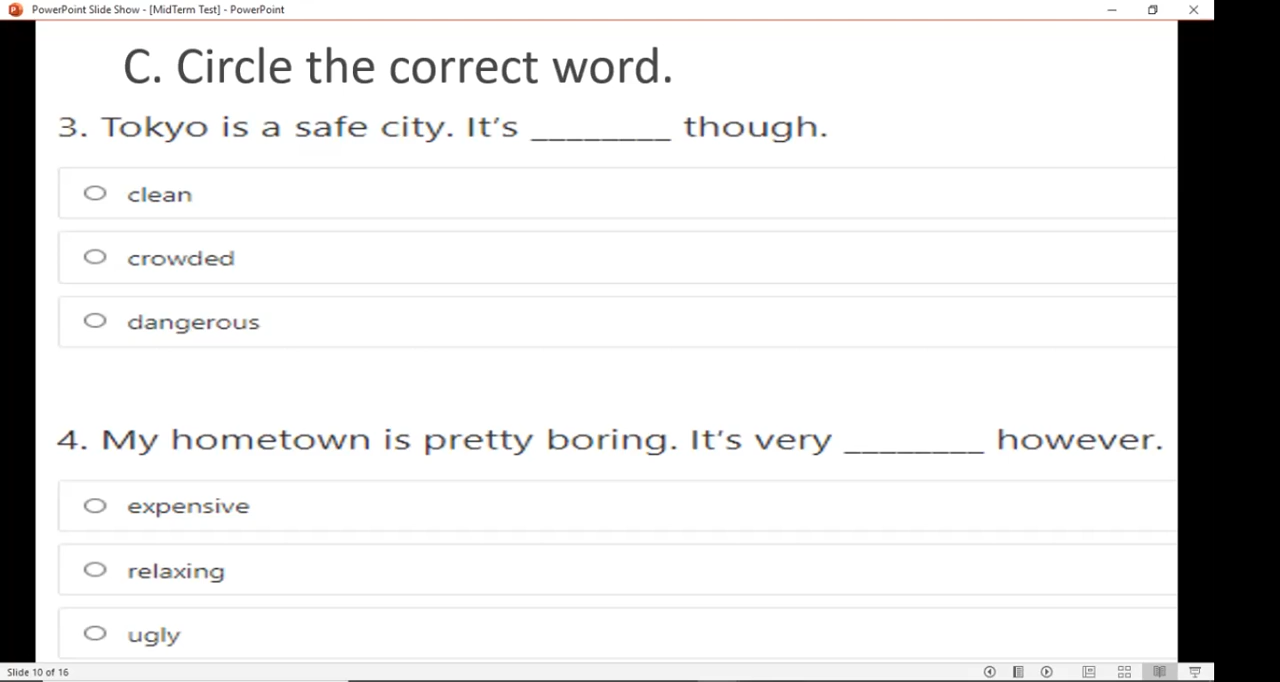 PowerPoint Slide Show - [MidTerm Test] - PowerPoint
C. Circle the correct word.
3. Tokyo is a safe city. It's ________ though.
clean
crowded
dangerous
4. My hometown is pretty boring. It's very ________ however.
expensive
relaxing
ugly
Slide 10 of 16